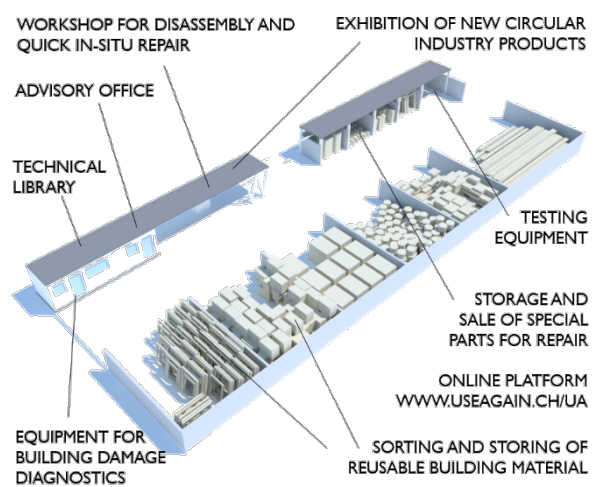 WORKSHOP FOR DISASSEMBLY AND
QUICK IN-SITU REPAIR
EXHIBITION OF NEW CIRCULAR
INDUSTRY PRODUCTS
ADVISORY OFFICE
TECHNICAL
LIBRARY
TESTING
EQUIPMENT
STORAGE AND
SALE OF SPECIAL
PARTS FOR REPAIR
ONLINE PLATFORM
WWW.USEAGAIN.CH/UA
EQUIPMENT FOR
BUILDING DAMAGE
DIAGNOSTICS
SORTING AND STORING OF
REUSABLE BUILDING MATERIAL